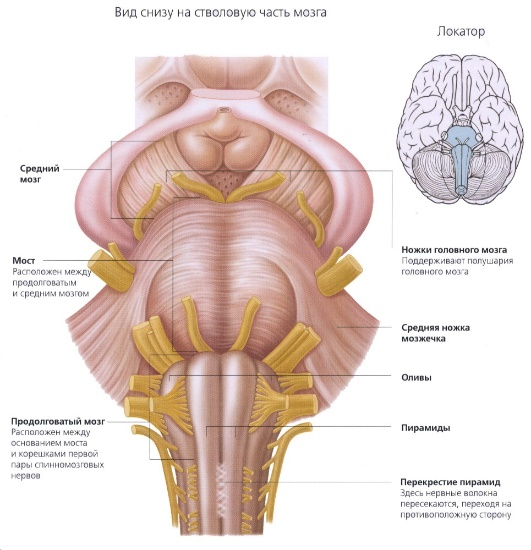 Вид снизу на стволовую часть мозга
Локатор
Средний
мозг
Мост
Расположен между
продолговатым
и средним мозгом
Ножки головного мозга
Поддерживают полушария
головного мозга
Средняя ножка
мозжечка
Оливы
Продолговатый мозг
Расположен между
основанием моста
и корешками первой
пары спинномозговых
нервов
Пирамиды
Перекрестие пирамид
Здесь нервные волокна
пересекаются, переходя на
противоположную сторону